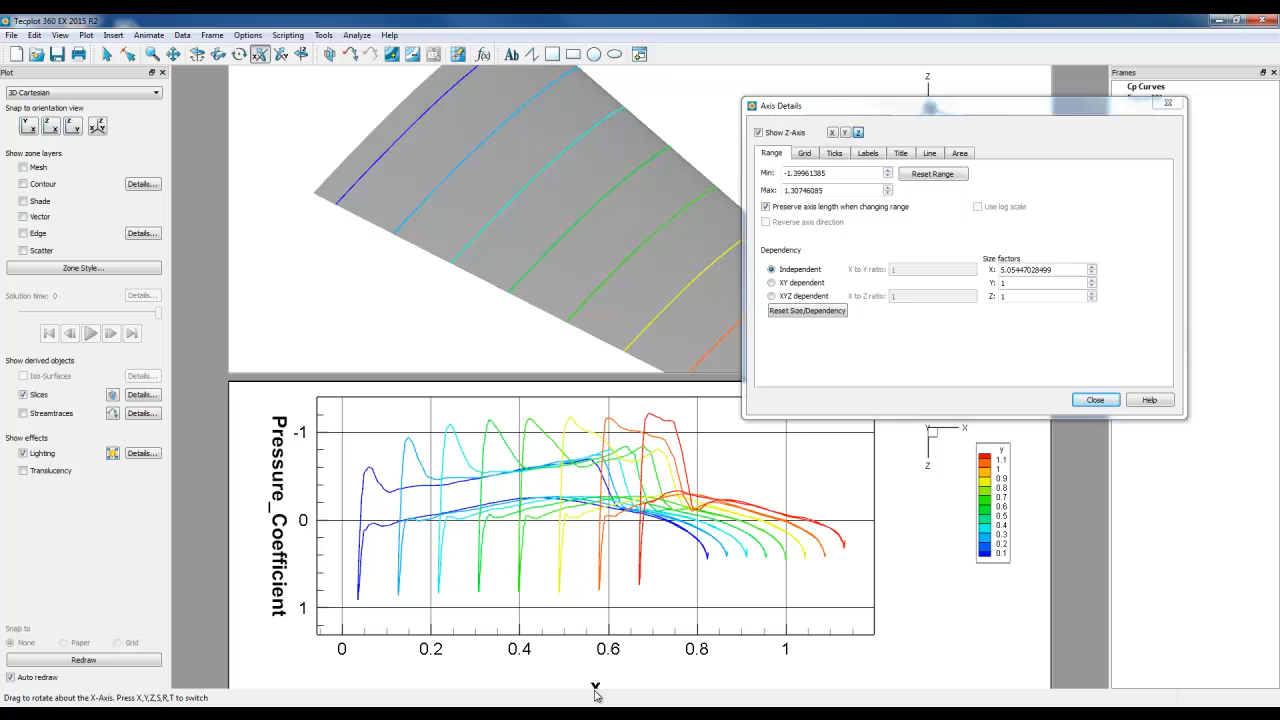 Tecplot 360 EX 2015 R2
File Edit View Plot Insert Animate Data Frame Options Scripting Tools Analyze Help
Plot
3D Cartesian
Snap to orientation view
Show zone layers
Mesh
Contour Details...
Shade
Vector
Edge Details...
Scatter
Zone Style...
Solution time: 0 Details...
Show derived objects
Iso-Surfaces Details...
Slices Details...
Streamtraces Details...
Show effects
Lighting Details...
Translucency
Snap to
None Paper Grid
Redraw
Auto redraw
Drag to rotate about the X-Axis. Press X,Y,Z,S,R,T to switch
Z
Frames
Cp Curves
Axis Details
Show Z-Axis X Y Z
Range Grid Ticks Labels Title Line Area
Min: -1.39961385 Reset Range
Max: 1.30746085
Preserve axis length when changing range Use log scale
Reverse axis direction
Dependency
Size factors
Independent X to Y ratio: 1 X: 5.05447028499
XY dependent Y: 1
XYZ dependent X to Z ratio: 1 Z: 1
Reset Size/Dependency
Close Help
Pressure_Coefficient
-1
0
1
0 0.2 0.4 0.6 0.8 1
x
Y X
Z
y
1.1
1
0.9
0.8
0.7
0.6
0.5
0.4
0.3
0.2
0.1